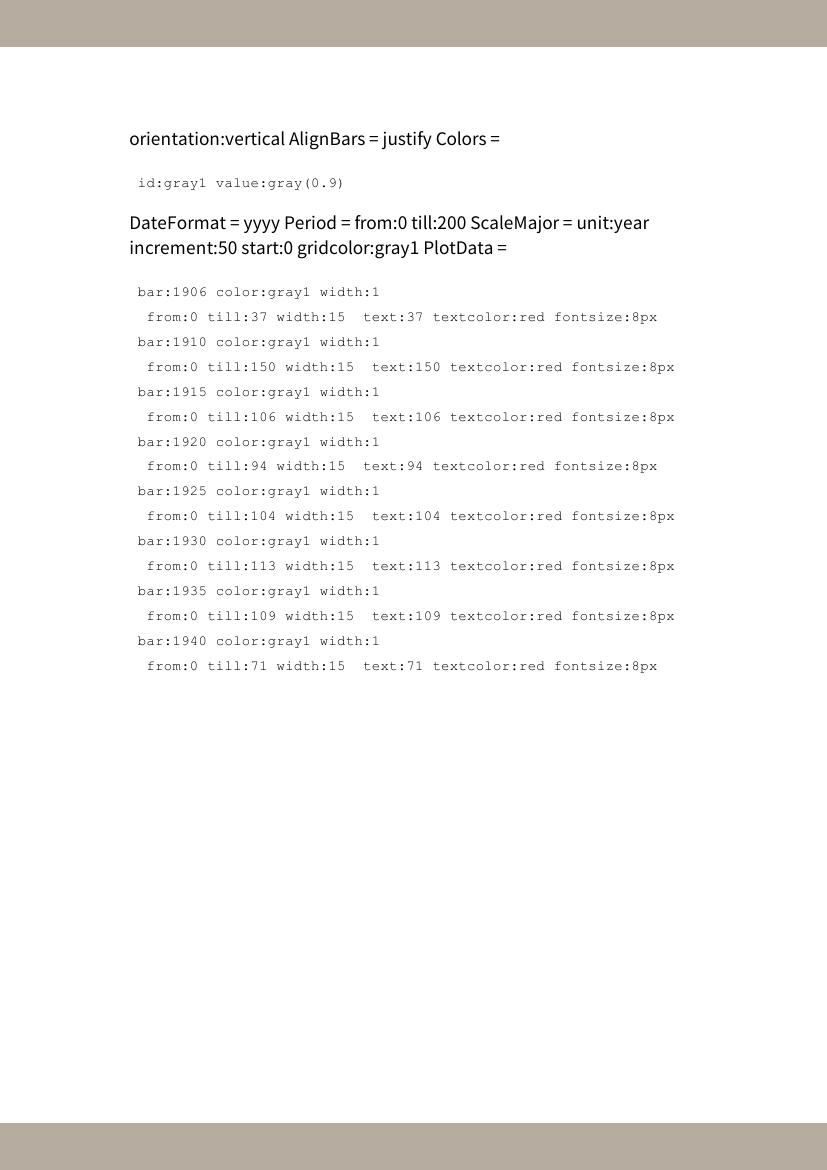 orientation:vertical AlignBars = justify Colors =
id:gray1 value:gray(0.9)
DateFormat = yyyy Period = from:0 till:200 ScaleMajor = unit:year
increment:50 start:0 gridcolor:gray1 PlotData =
bar:1906 color:gray1 width:1
from:0 till:37 width:15  text:37 textcolor:red fontsize:8px
bar:1910 color:gray1 width:1
from:0 till:150 width:15  text:150 textcolor:red fontsize:8px
bar:1915 color:gray1 width:1
from:0 till:106 width:15  text:106 textcolor:red fontsize:8px
bar:1920 color:gray1 width:1
from:0 till:94 width:15  text:94 textcolor:red fontsize:8px
bar:1925 color:gray1 width:1
from:0 till:104 width:15  text:104 textcolor:red fontsize:8px
bar:1930 color:gray1 width:1
from:0 till:113 width:15  text:113 textcolor:red fontsize:8px
bar:1935 color:gray1 width:1
from:0 till:109 width:15  text:109 textcolor:red fontsize:8px
bar:1940 color:gray1 width:1
from:0 till:71 width:15  text:71 textcolor:red fontsize:8px